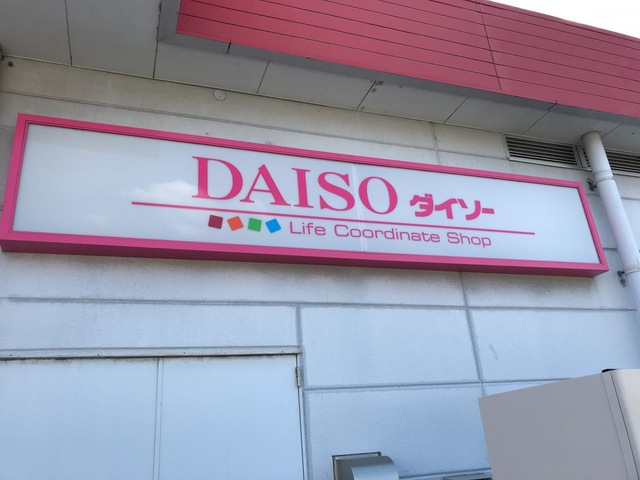 DAISO ダイソー
Life Coordinate Shop